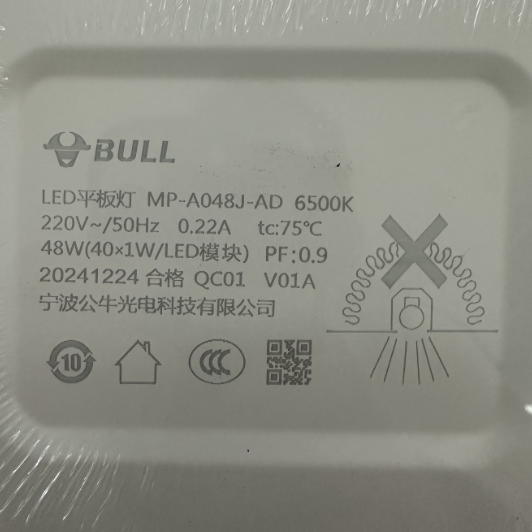 BULL
LED平板灯 MP-A048J-AD 6500K
220V~/50Hz 0.22A tc:75℃
48W(40×1W/LED模块) PF:0.9
20241224 合格 QC01 V01A
宁波公牛光电科技有限公司
10 CCC